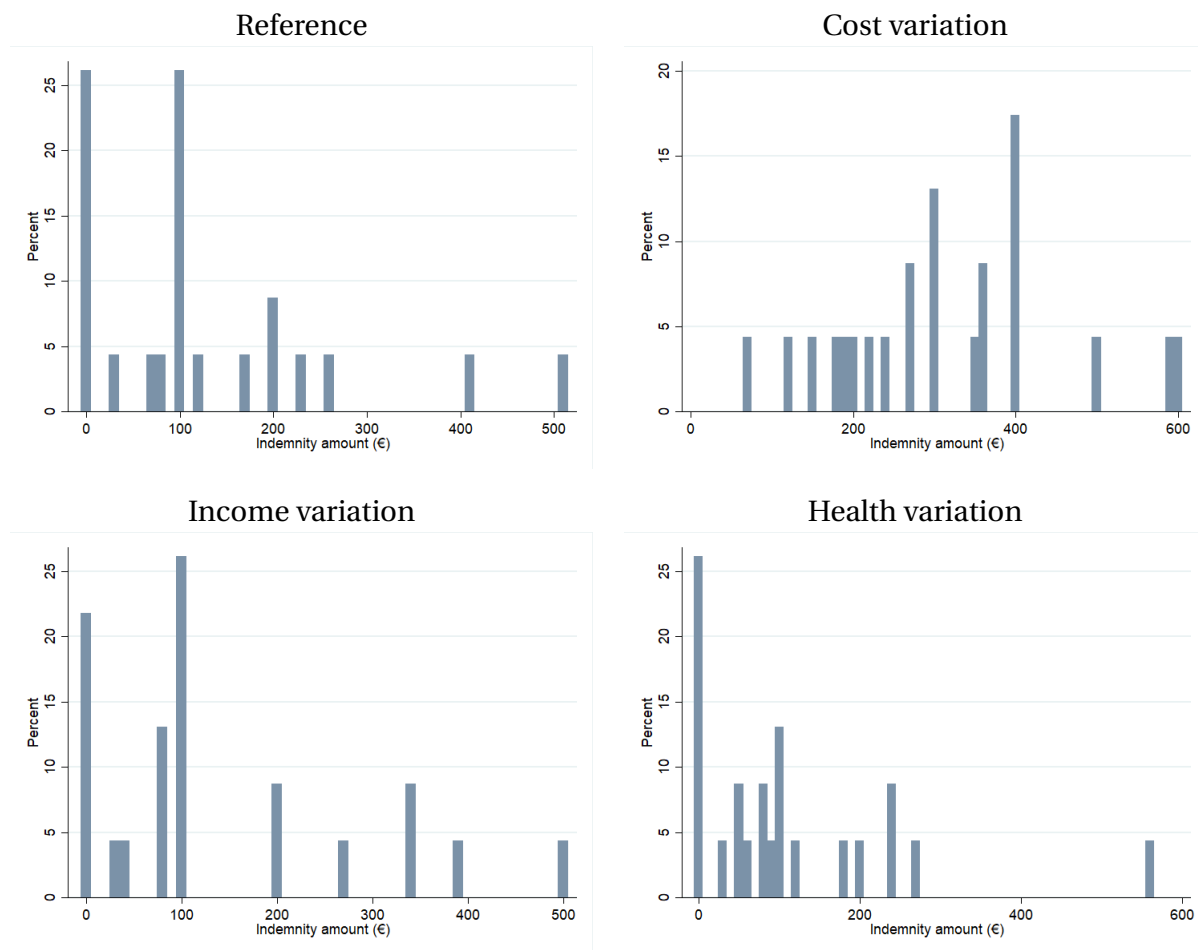 Reference
Percent
25
20
15
10
5
0
0 100 200 300 400 500
Indemnity amount (€)
Cost variation
Percent
20
15
10
5
0
0 200 400 600
Indemnity amount (€)
Income variation
Percent
25
20
15
10
5
0
0 100 200 300 400 500
Indemnity amount (€)
Health variation
Percent
25
20
15
10
5
0
0 200 400 600
Indemnity amount (€)